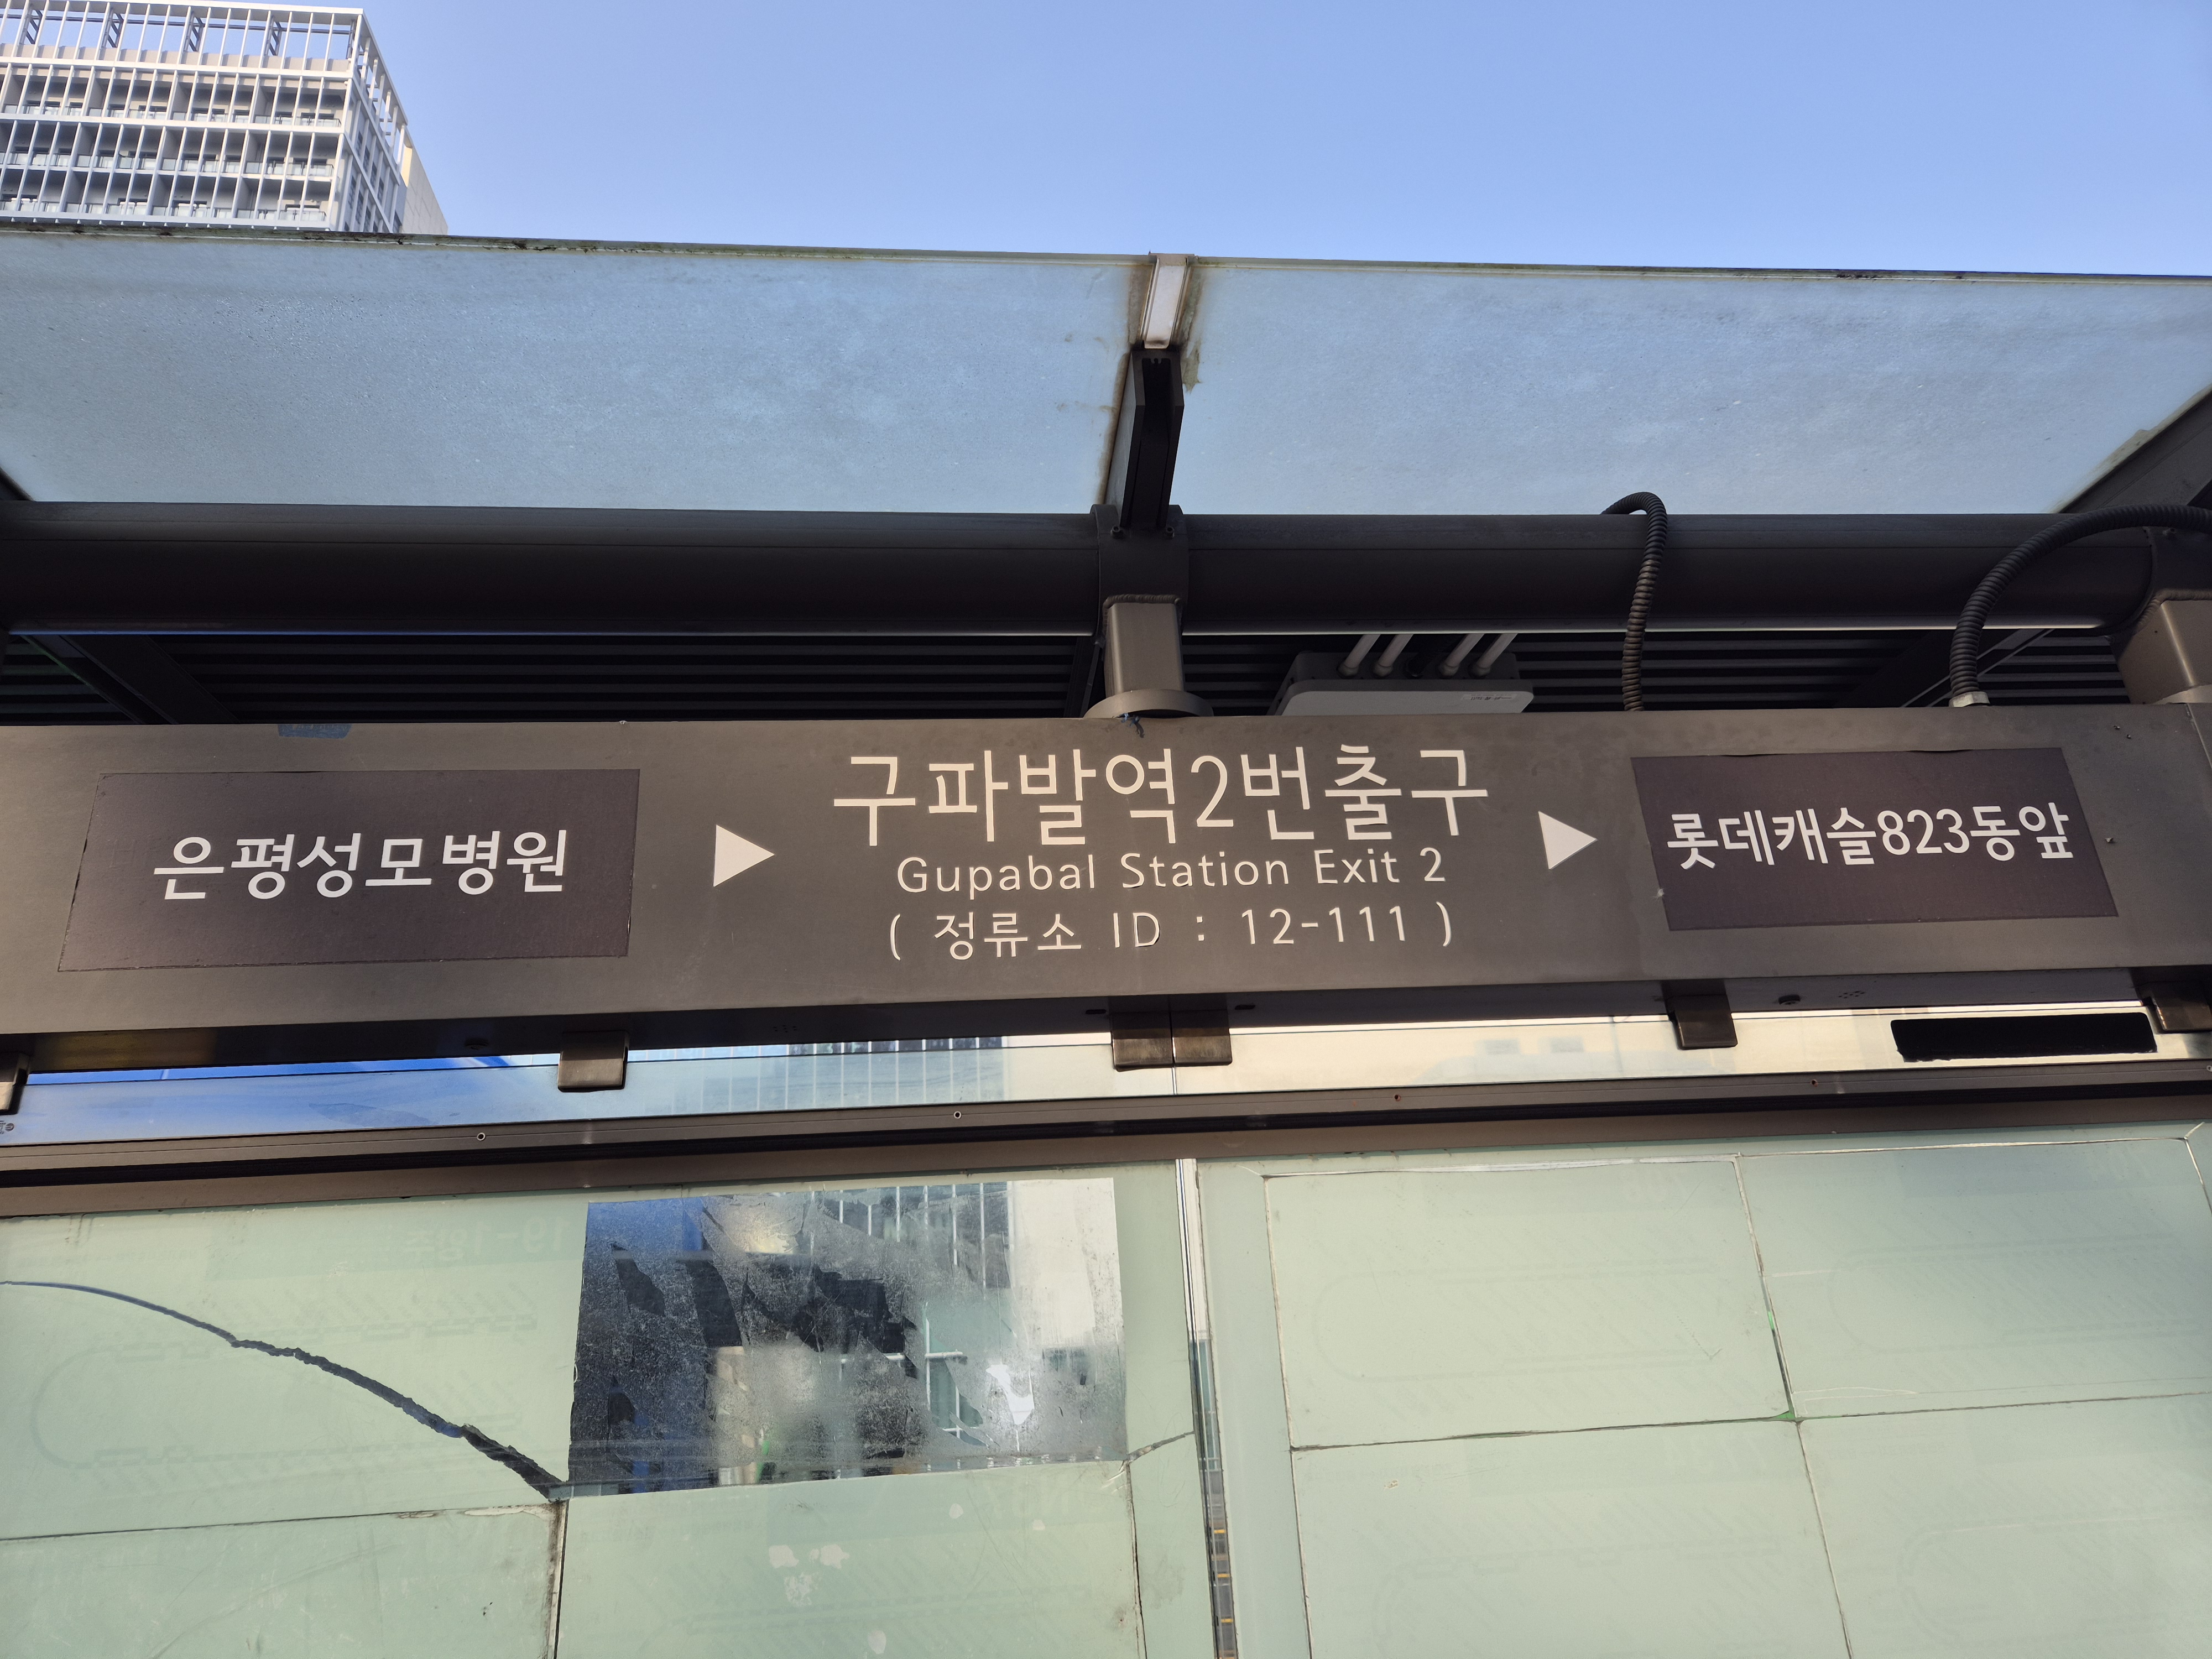 은평성모병원
▶
구파발역2번출구
Gupabal Station Exit 2
( 정류소 ID : 12-111 )
▶
롯데캐슬823동앞